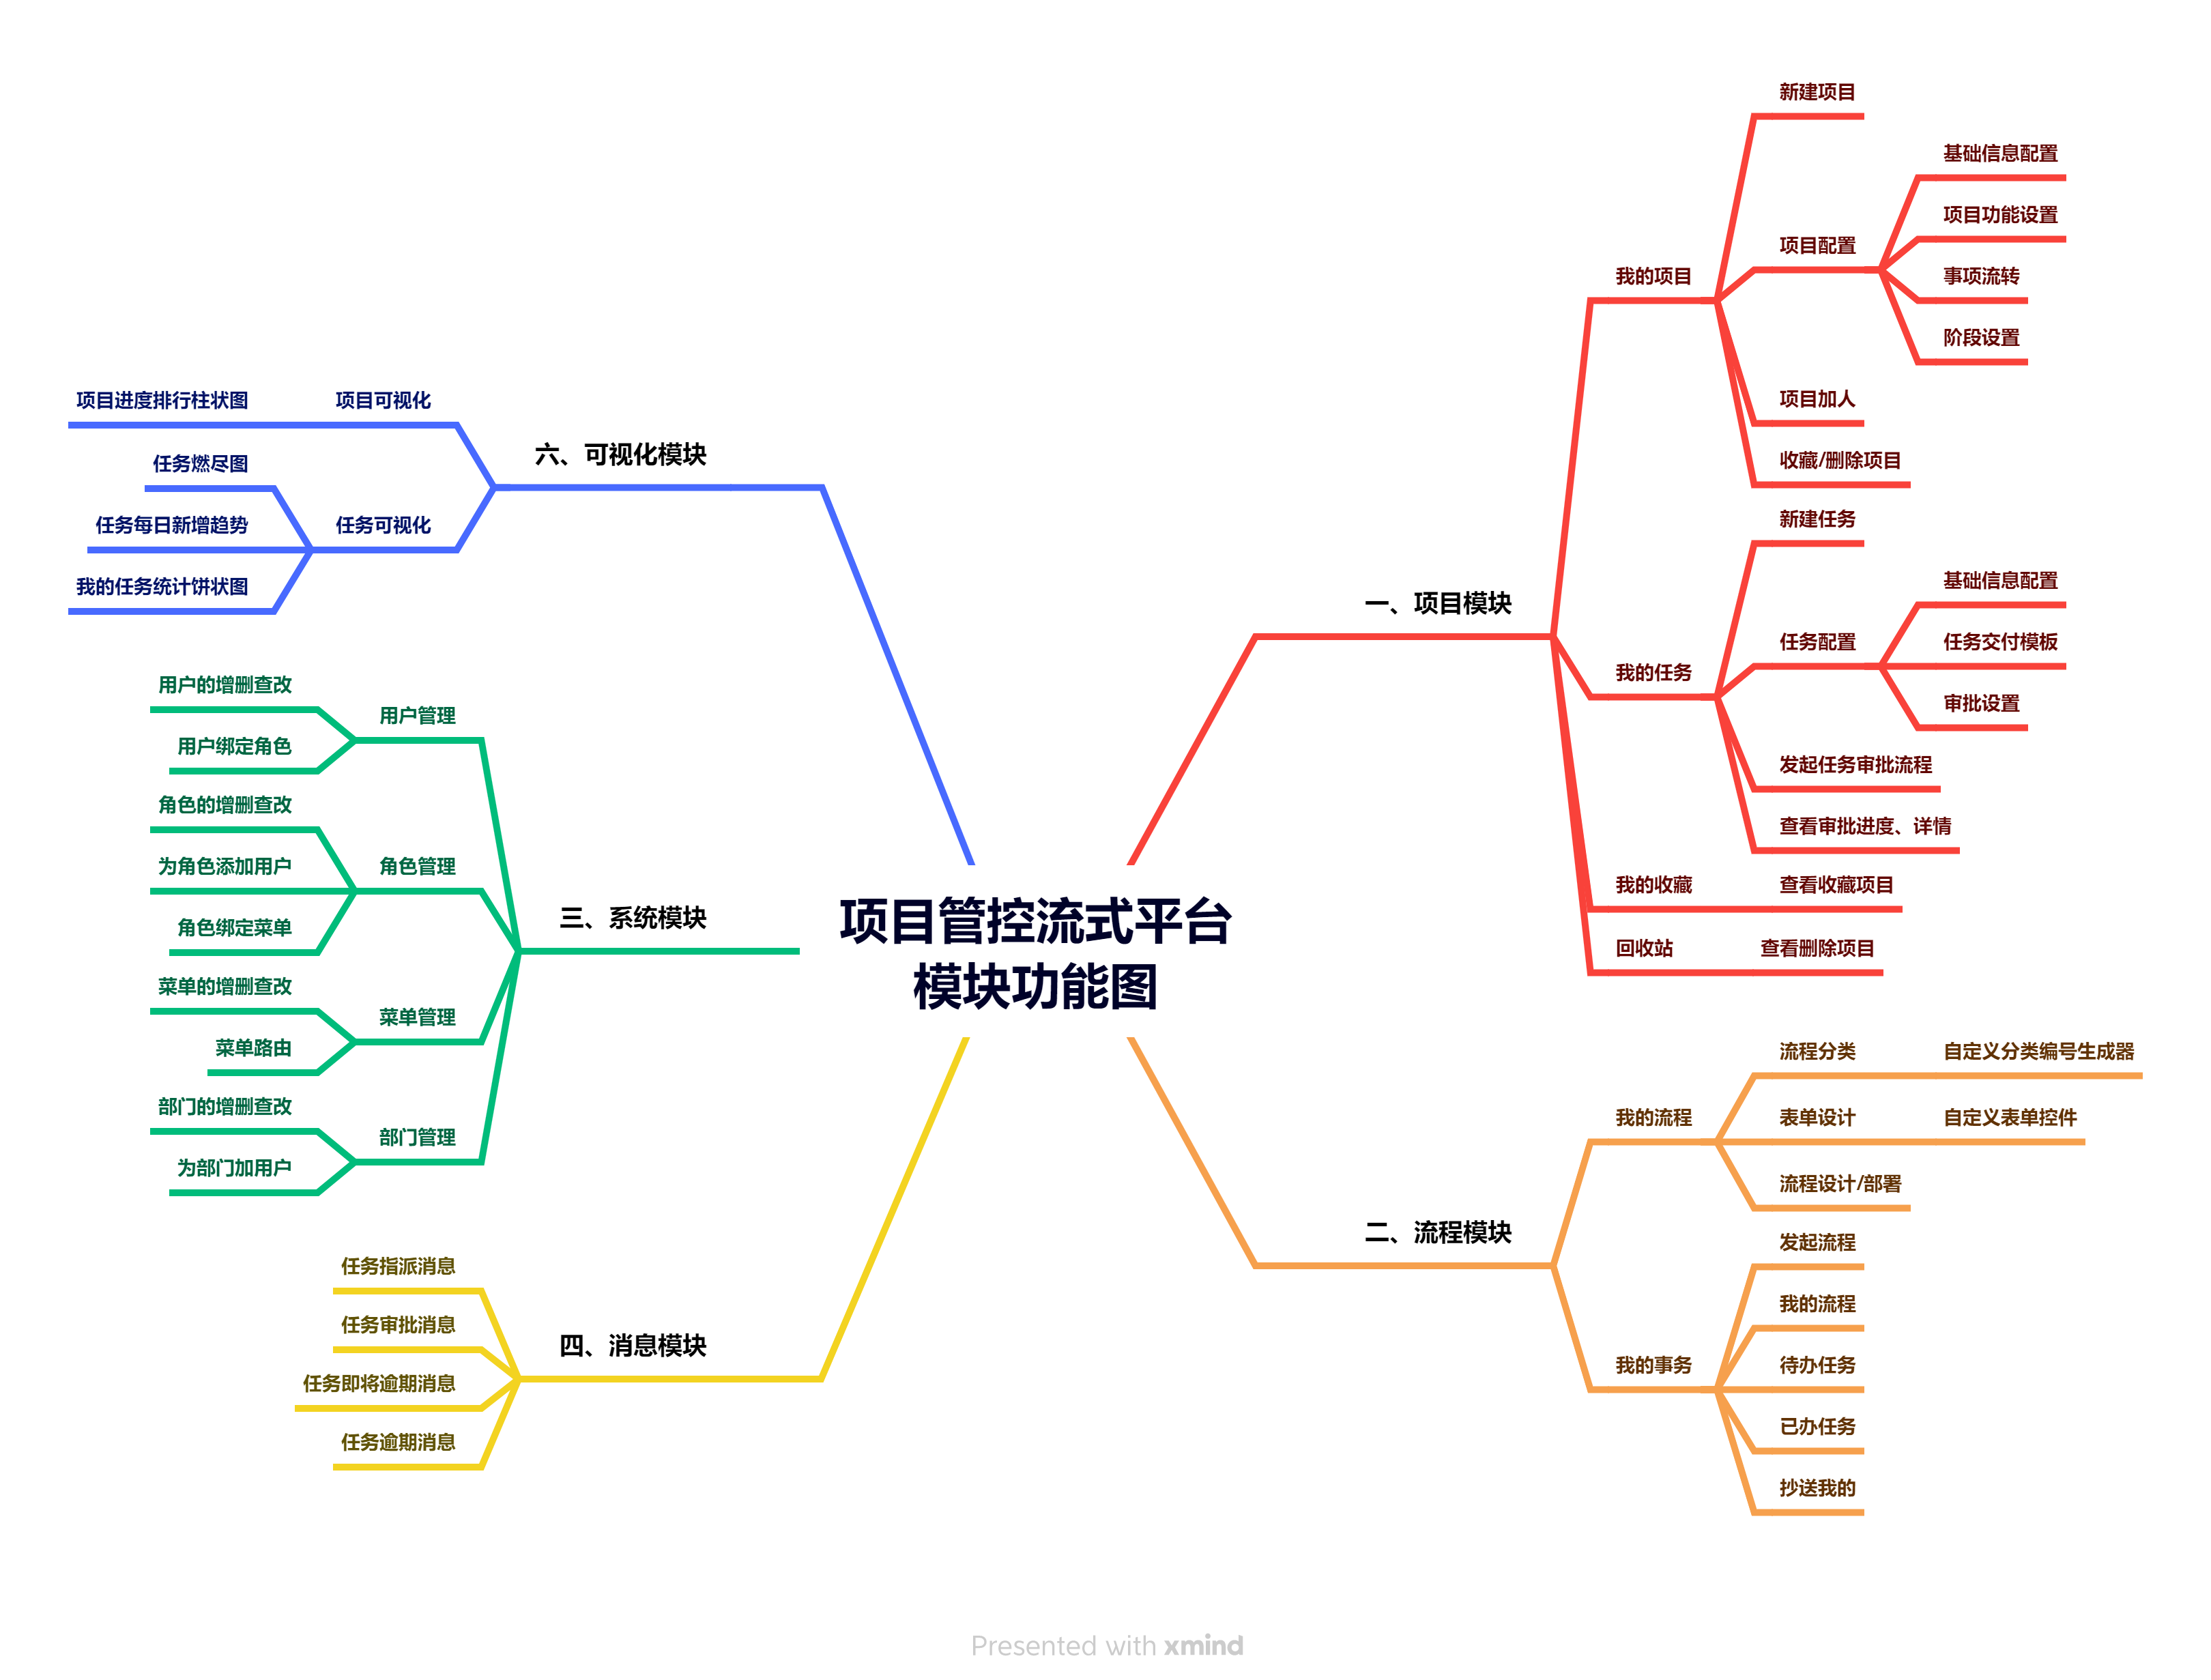 项目管控流式平台
模块功能图
一、项目模块
我的项目
新建项目
项目配置
基础信息配置
项目功能设置
事项流转
阶段设置
项目加人
收藏/删除项目
我的任务
新建任务
任务配置
基础信息配置
任务交付模板
审批设置
发起任务审批流程
查看审批进度、详情
我的收藏
查看收藏项目
回收站
查看删除项目
二、流程模块
我的流程
流程分类
自定义分类编号生成器
表单设计
自定义表单控件
流程设计/部署
我的事务
发起流程
我的流程
待办任务
已办任务
抄送我的
三、系统模块
用户管理
用户的增删查改
用户绑定角色
角色管理
角色的增删查改
为角色添加用户
角色绑定菜单
菜单管理
菜单的增删查改
菜单路由
部门管理
部门的增删查改
为部门加用户
四、消息模块
任务指派消息
任务审批消息
任务即将逾期消息
任务逾期消息
六、可视化模块
项目可视化
项目进度排行柱状图
任务可视化
任务燃尽图
任务每日新增趋势
我的任务统计饼状图
Presented with xmind